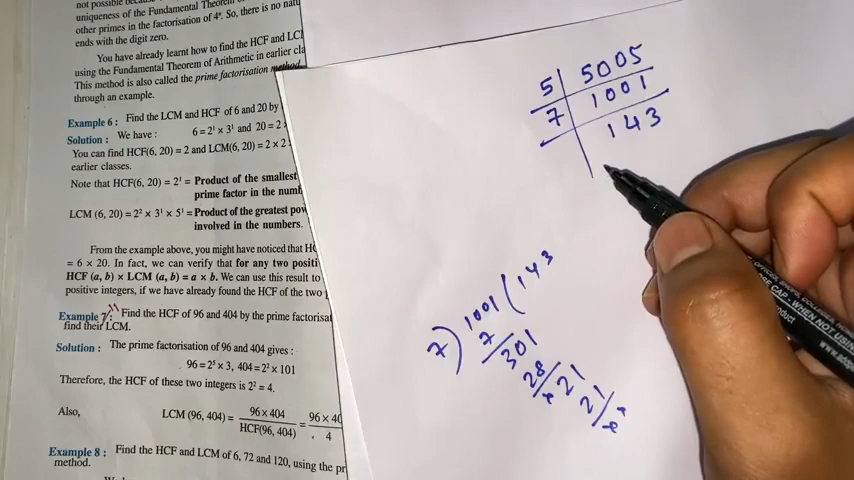 not possible because
uniqueness of the Fundamental Theorem
other primes in the factorisation of 4ⁿ. So, there is no natu
ends with the digit zero.
You have already learnt how to find the HCF and LCM
using the Fundamental Theorem of Arithmetic in earlier cla
This method is also called the prime factorisation method.
through an example.
Example 6 : Find the LCM and HCF of 6 and 20 by
Solution : We have : 6 = 2¹ × 3¹ and 20 = 2
You can find HCF(6, 20) = 2 and LCM(6, 20) = 2 × 2
earlier classes.
Note that HCF(6, 20) = 2¹ = Product of the smallest
prime factor in the num
LCM (6, 20) = 2² × 3¹ × 5¹ = Product of the greatest pow
involved in the numbers.
From the example above, you might have noticed that HC
= 6 × 20. In fact, we can verify that for any two positi
HCF (a, b) × LCM (a, b) = a × b. We can use this result to
positive integers, if we have already found the HCF of the two
Example 7 : Find the HCF of 96 and 404 by the prime factorisat
find their LCM.
Solution : The prime factorisation of 96 and 404 gives :
96 = 2⁵ × 3, 404 = 2² × 101
Therefore, the HCF of these two integers is 2² = 4.
Also, LCM (96, 404) = 96 × 404 / HCF(96, 404) = 96 × 40 / 4
Example 8 : Find the HCF and LCM of 6, 72 and 120, using the pr
method.
5 | 5005
7 | 1001
143
7 ) 1001 ( 143
7
301
28
21
21